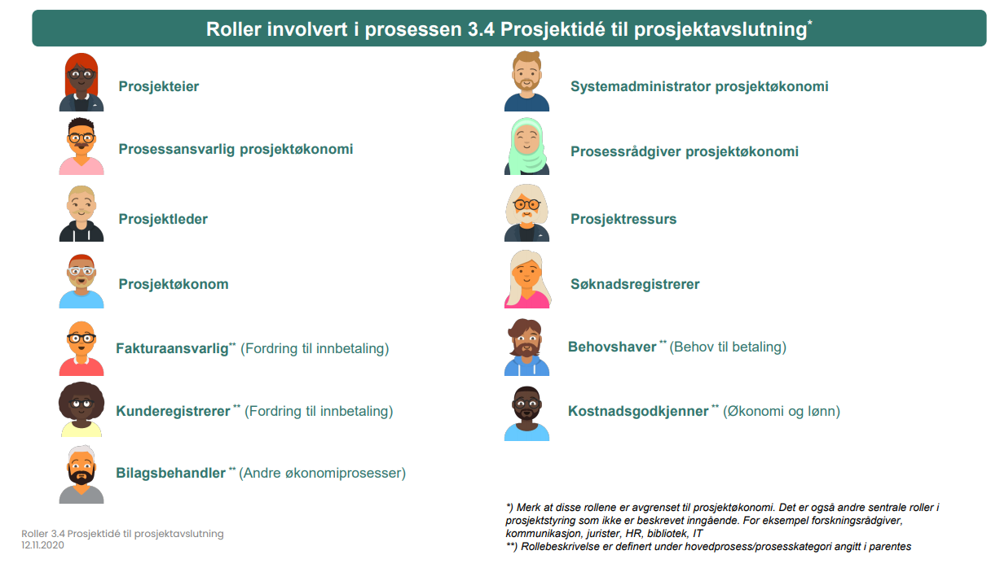 Roller involvert i prosessen 3.4 Prosjektidé til prosjektavslutning*
Prosjekteier
Prosessansvarlig prosjektøkonomi
Prosjektleder
Prosjektøkonom
Fakturaansvarlig** (Fordring til innbetaling)
Kunderegistrerer ** (Fordring til innbetaling)
Bilagsbehandler ** (Andre økonomiprosesser)
Systemadministrator prosjektøkonomi
Prosessrådgiver prosjektøkonomi
Prosjektressurs
Søknadsregistrerer
Behovshaver ** (Behov til betaling)
Kostnadsgodkjenner ** (Økonomi og lønn)
*) Merk at disse rollene er avgrenset til prosjektøkonomi. Det er også andre sentrale roller i
prosjektstyring som ikke er beskrevet inngående. For eksempel forskningsrådgiver,
kommunikasjon, jurister, HR, bibliotek, IT
**) Rollebeskrivelse er definert under hovedprosess/prosesskategori angitt i parentes
Roller 3.4 Prosjektidé til prosjektavslutning
12.11.2020